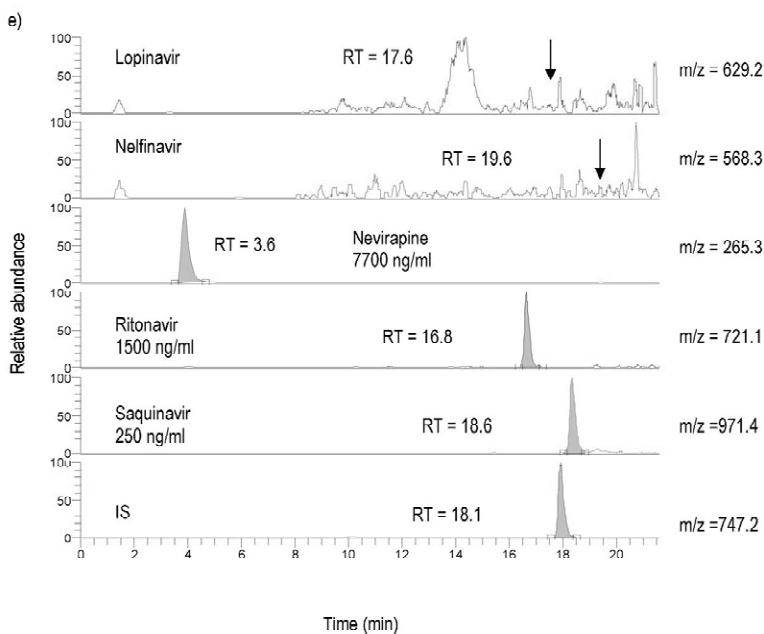 e)
Relative abundance
100
50
0
Lopinavir
RT = 17.6
m/z = 629.2
100
50
0
Nelfinavir
RT = 19.6
m/z = 568.3
100
50
0
RT = 3.6
Nevirapine
7700 ng/ml
m/z = 265.3
100
50
0
Ritonavir
1500 ng/ml
RT = 16.8
m/z = 721.1
100
50
0
Saquinavir
250 ng/ml
RT = 18.6
m/z =971.4
100
50
0
IS
RT = 18.1
m/z =747.2
0 2 4 6 8 10 12 14 16 18 20
Time (min)